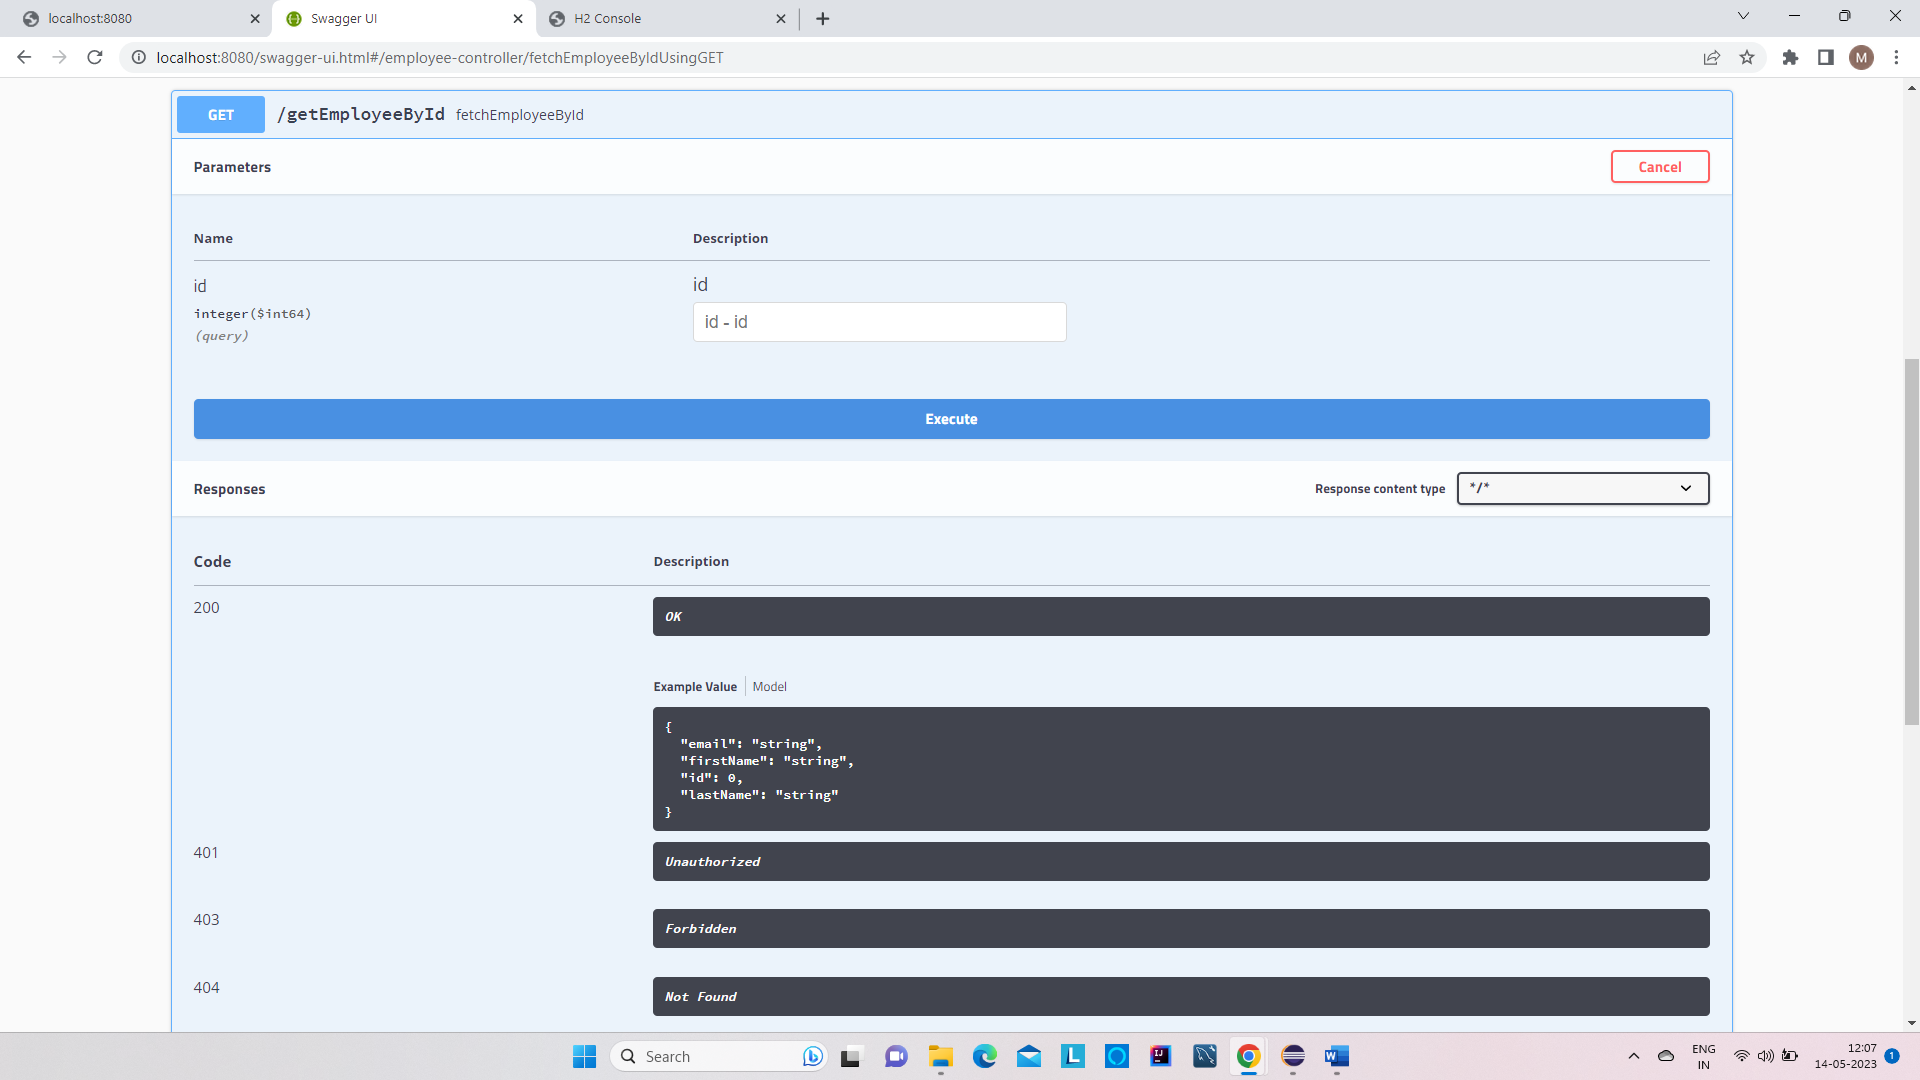 localhost:8080
Swagger UI
H2 Console
localhost:8080/swagger-ui.html#/employee-controller/fetchEmployeeByIdUsingGET
M
GET /getEmployeeById fetchEmployeeById
Parameters
Cancel
Name Description
id
integer($int64)
(query)
id
id - id
Execute
Responses
Response content type */*
Code Description
200
OK
Example Value Model
{
"email": "string",
"firstName": "string",
"id": 0,
"lastName": "string"
}
401
Unauthorized
403
Forbidden
404
Not Found
Search
L
IJ
W
ENG
IN
12:07
14-05-2023
1